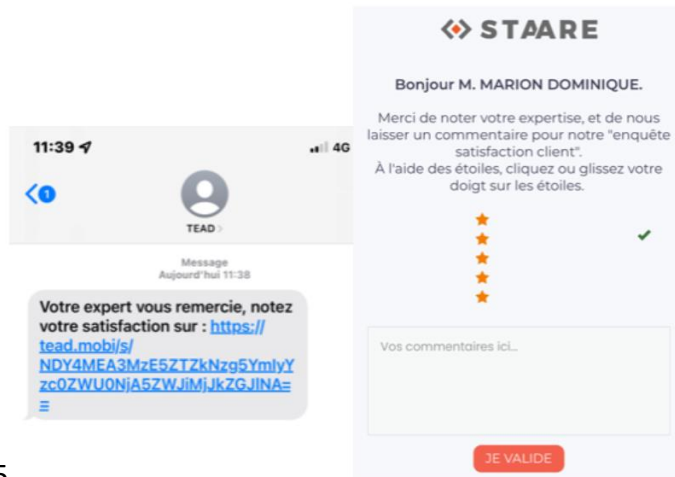 11:39
4G
1
TEAD >
Message
Aujourd'hui 11:38
Votre expert vous remercie, notez
votre satisfaction sur : https://
tead.mobi/s/
NDY4MEA3MzE5ZTZkNzg5YmIyY
zc0ZWU0NjA5ZWJiMjJkZGJlNA=
=
STAARE
Bonjour M. MARION DOMINIQUE.
Merci de noter votre expertise, et de nous
laisser un commentaire pour notre "enquête
satisfaction client".
À l'aide des étoiles, cliquez ou glissez votre
doigt sur les étoiles.
Vos commentaires ici...
JE VALIDE